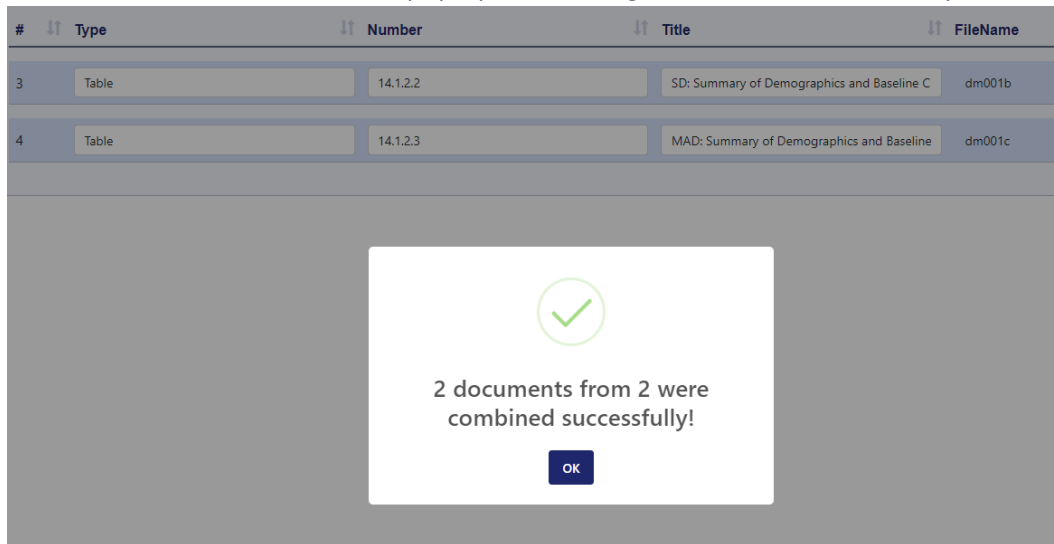 # Type Number Title FileName
3 Table 14.1.2.2 SD: Summary of Demographics and Baseline C dm001b
4 Table 14.1.2.3 MAD: Summary of Demographics and Baseline dm001c
2 documents from 2 were
combined successfully!
OK